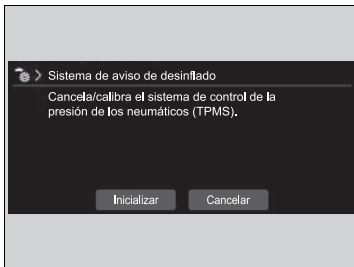 Sistema de aviso de desinflado
Cancela/calibra el sistema de control de la
presión de los neumáticos (TPMS).
Inicializar Cancelar